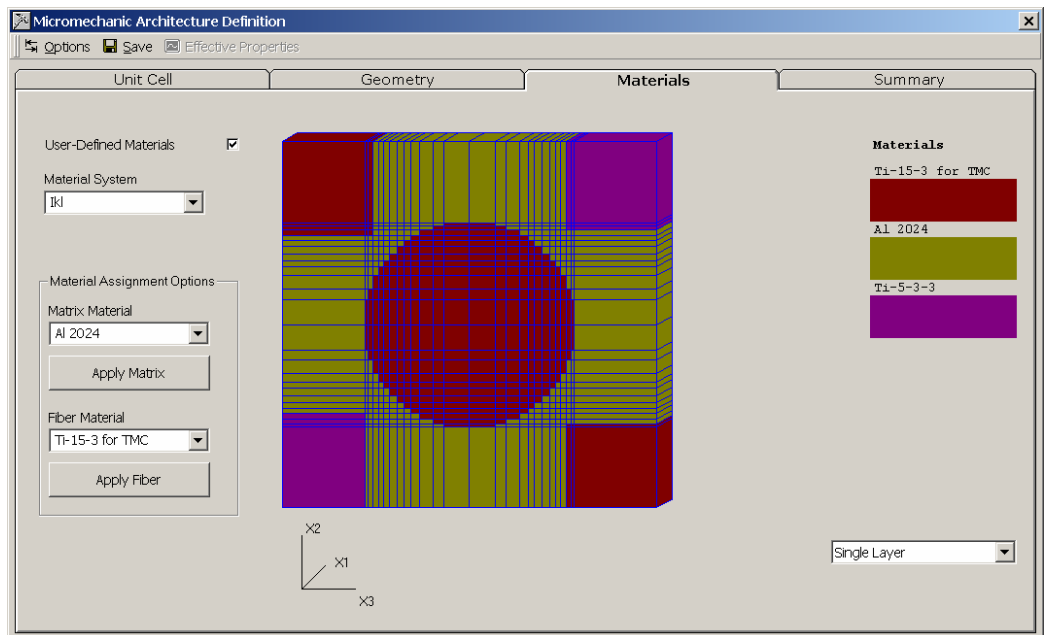 Micromechanic Architecture Definition
Options Save Effective Properties
Unit Cell Geometry Materials Summary
User-Defined Materials
Material System
Ikl
Material Assignment Options
Matrix Material
Al 2024
Apply Matrix
Fiber Material
Ti-15-3 for TMC
Apply Fiber
X2
X1
X3
Materials
Ti-15-3 for TMC
Al 2024
Ti-5-3-3
Single Layer